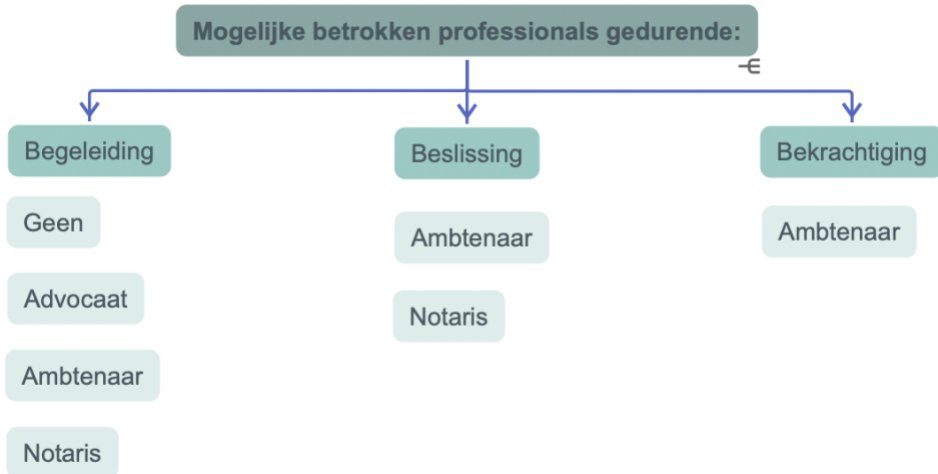 Mogelijke betrokken professionals gedurende:
Begeleiding
Geen
Advocaat
Ambtenaar
Notaris
Beslissing
Ambtenaar
Notaris
Bekrachtiging
Ambtenaar